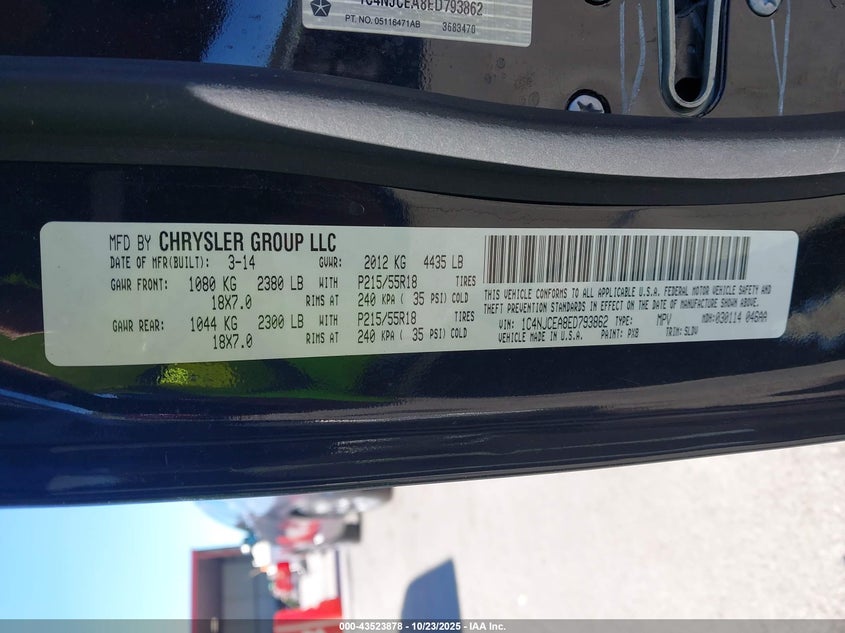 1C4NJCEA8ED793862
PT. NO. 05116471AB 3683470
MFD BY CHRYSLER GROUP LLC
DATE OF MFR(BUILT): 3-14 GVWR: 2012 KG 4435 LB
GAWR FRONT: 1080 KG 2380 LB WITH P215/55R18 TIRES
18X7.0 RIMS AT 240 KPA ( 35 PSI) COLD
GAWR REAR: 1044 KG 2300 LB WITH P215/55R18 TIRES
18X7.0 RIMS AT 240 KPA ( 35 PSI) COLD
THIS VEHICLE CONFORMS TO ALL APPLICABLE U.S.A. FEDERAL MOTOR VEHICLE SAFETY AND
THEFT PREVENTION STANDARDS IN EFFECT ON THE DATE OF MANUFACTURE SHOWN ABOVE.
VIN: 1C4NJCEA8ED793862 TYPE: MPV MDH: 030114 046AA
VEHICLE MADE IN U.S.A. PAINT: PXB TRIM: SLDV
000-43523878 - 10/23/2025 - IAA Inc.